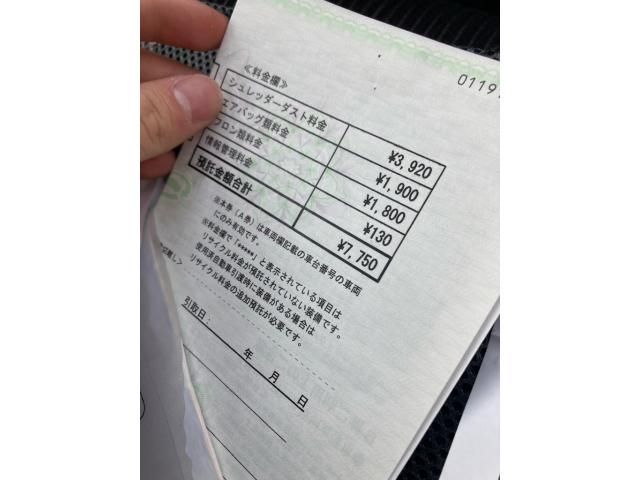 0119
≪料金欄≫
シュレッダーダスト料金 ¥3,920
エアバッグ類料金 ¥1,900
フロン類料金 ¥1,800
情報管理料金 ¥130
預託金額合計 ¥7,750
※本券（A券）は車両欄記載の車台番号の車両
にのみ有効です。
※料金欄で「*****」と表示されている項目は
リサイクル料金が預託されていない装備です。
使用済自動車引渡時に装備がある場合は
リサイクル料金の追加預託が必要です。
引取日：
年 月 日